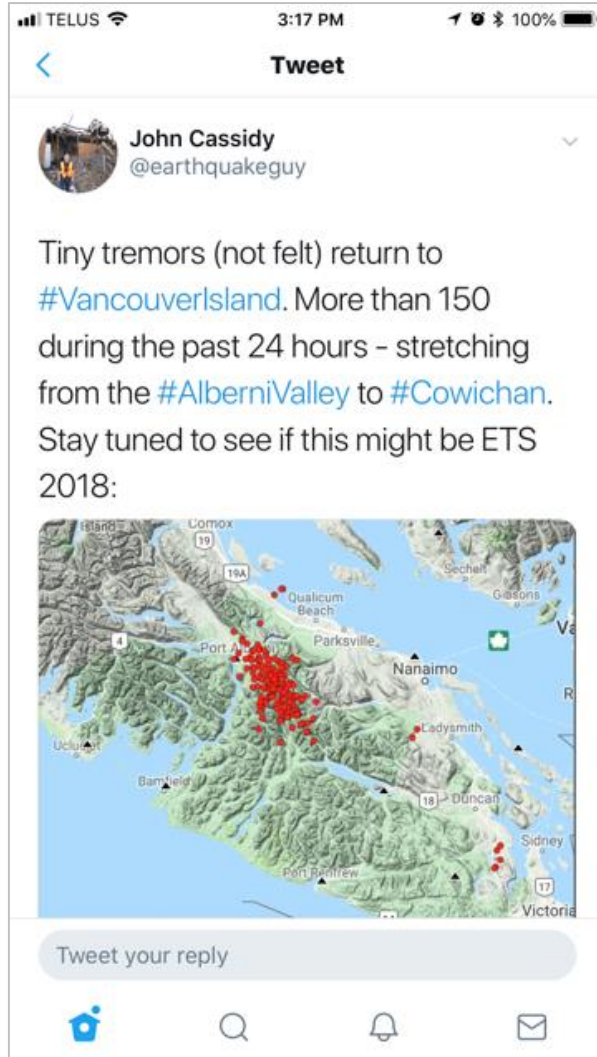 TELUS 3:17 PM 100%
Tweet
John Cassidy
@earthquakeguy
Tiny tremors (not felt) return to
#VancouverIsland. More than 150
during the past 24 hours – stretching
from the #AlberniValley to #Cowichan.
Stay tuned to see if this might be ETS
2018:
Island Comox
19
19A
Sechelt
Gibsons
Qualicum
Beach
4
Port
Parksville
Va
Nanaimo
R
Ladysmith
Ucluelet
Bamfield
18 Duncan
Sidney
Port Renfrew
17
Victoria
Tweet your reply